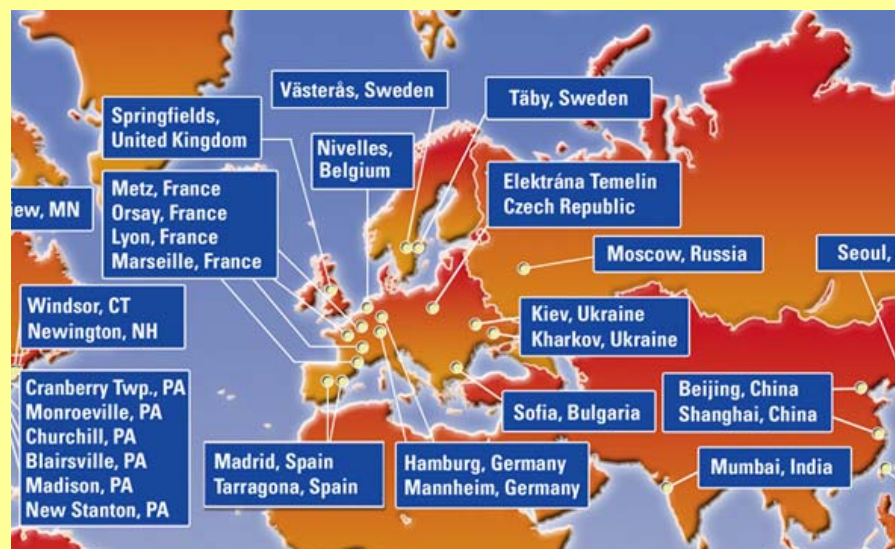 Västerås, Sweden
Täby, Sweden
Springfields,
United Kingdom
Nivelles,
Belgium
Metz, France
Orsay, France
Lyon, France
Marseille, France
Elektrána Temelin
Czech Republic
iew, MN
Moscow, Russia
Seoul,
Windsor, CT
Newington, NH
Kiev, Ukraine
Kharkov, Ukraine
Cranberry Twp., PA
Monroeville, PA
Churchill, PA
Blairsville, PA
Madison, PA
New Stanton, PA
Sofia, Bulgaria
Beijing, China
Shanghai, China
Madrid, Spain
Tarragona, Spain
Hamburg, Germany
Mannheim, Germany
Mumbai, India